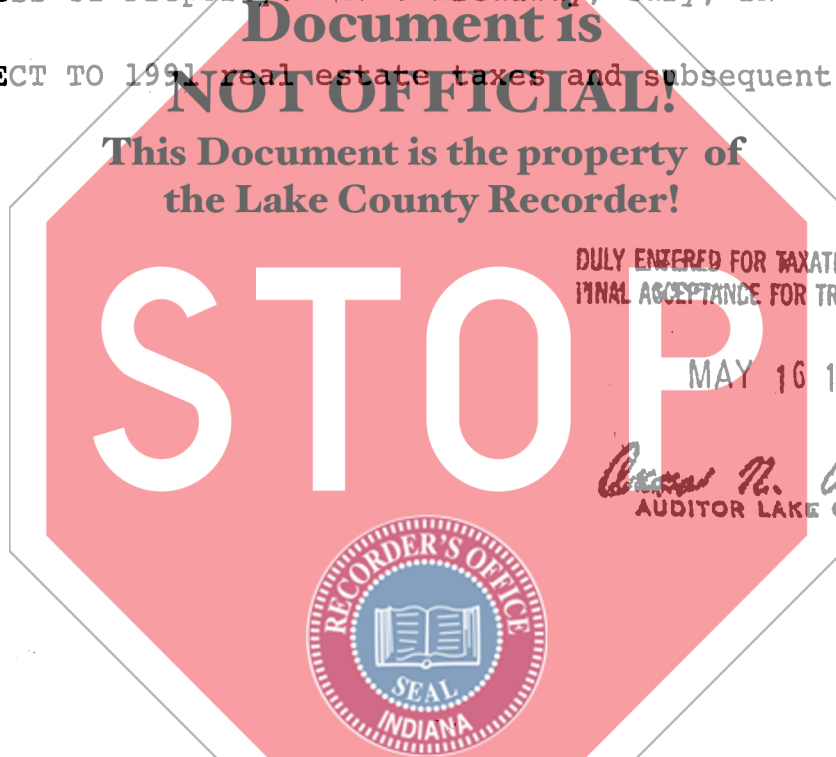 Document is
ECT TO 1991 real estate taxes and subsequent
NOT OFFICIAL!
This Document is the property of
the Lake County Recorder!
STOP
DULY ENTERED FOR TAXATI
FINAL ACCEPTANCE FOR TR
MAY 16 1
N.
AUDITOR LAKE
RECORDER'S OFFICE
SEAL
INDIANA